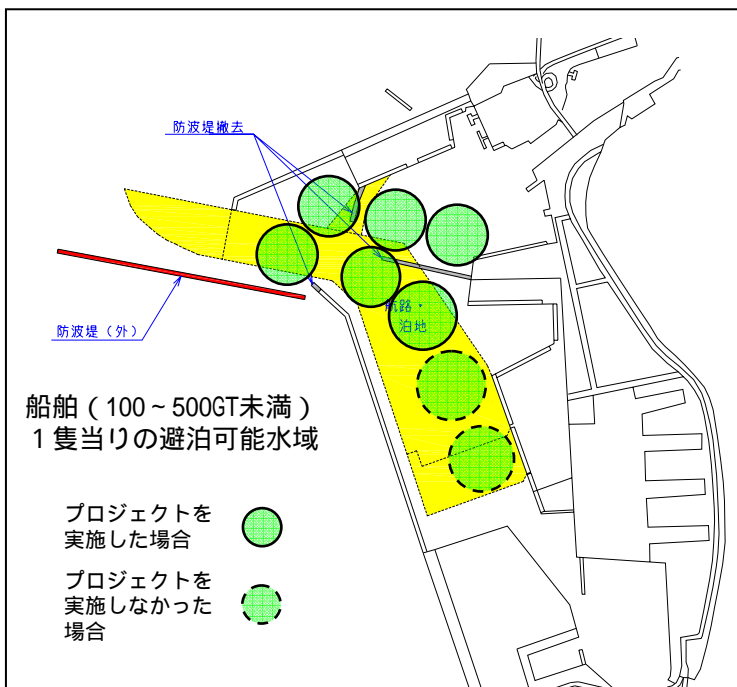 防波堤撤去
航路・
泊地
防波堤（外）
船舶（100～500GT未満）
１隻当りの避泊可能水域
プロジェクトを
実施した場合
プロジェクトを
実施しなかった
場合